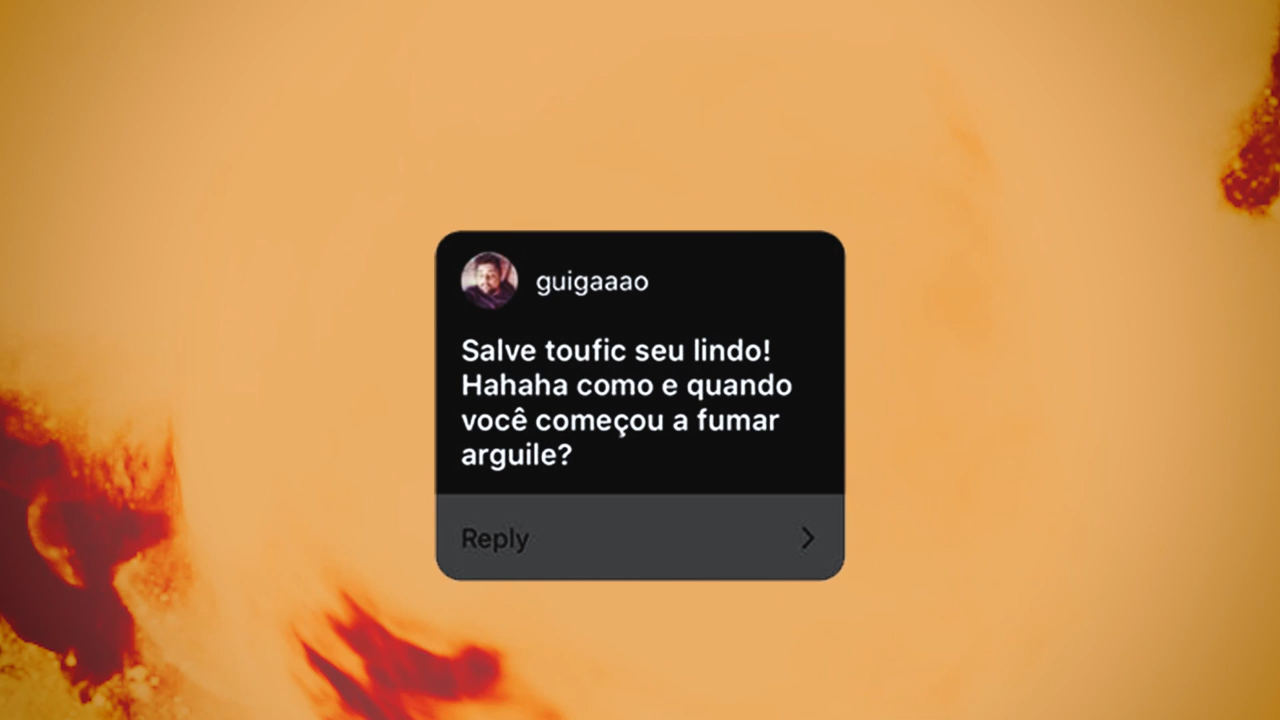 guigaaao
Salve toufic seu lindo!
Hahaha como e quando
você começou a fumar
arguile?
Reply